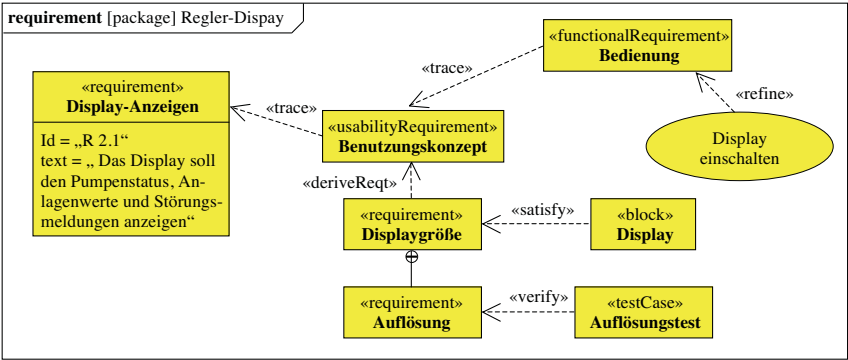 requirement [package] Regler-Dispay
«functionalRequirement»
Bedienung
«trace»
«refine»
«requirement»
Display-Anzeigen
Id = „R 2.1“
text = „ Das Display soll
den Pumpenstatus, An-
lagenwerte und Störungs-
meldungen anzeigen“
«trace»
«usabilityRequirement»
Benutzungskonzept
Display
einschalten
«deriveReqt»
«requirement»
Displaygröße
«satisfy»
«block»
Display
«requirement»
Auflösung
«verify»
«testCase»
Auflösungstest